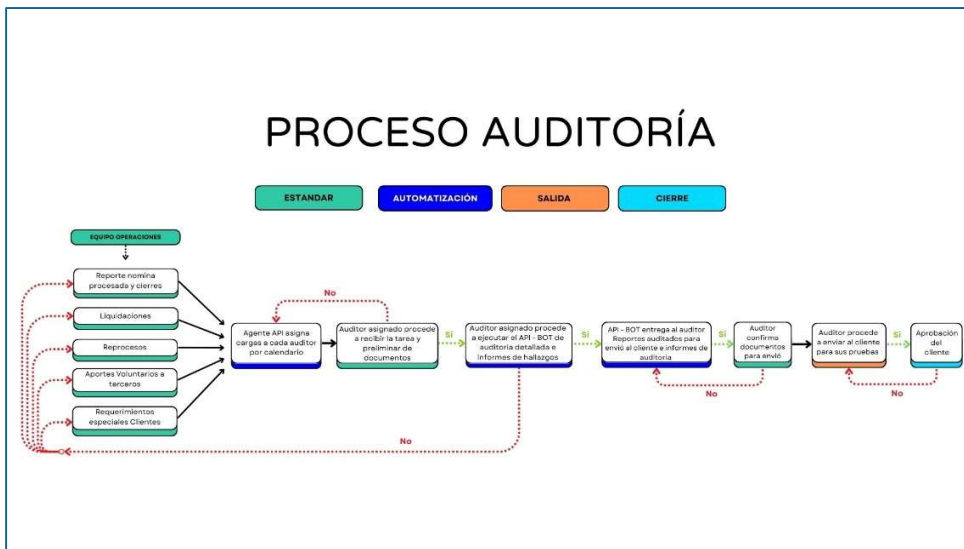 PROCESO AUDITORÍA
ESTANDAR
AUTOMATIZACIÓN
SALIDA
CIERRE
EQUIPO OPERACIONES
Reporte nomina
procesada y cierres
Liquidaciones
Reprocesos
Aportes Voluntarios a
terceros
Requerimientos
especiales Clientes
Agente API asigna
cargas a cada auditor
por calendario
No
Auditor asignado procede
a recibir la tarea y
preliminar de
documentos
Si
Auditor asignado procede
a ejecutar el API - BOT de
auditoria detallada e
Informes de hallazgos
No
Si
API - BOT entrega al auditor
Reportes auditados para
envió al cliente e informes de
auditoria
Si
Auditor
confirma
documentos
para envió
No
Auditor procede
a enviar al cliente
para sus pruebas
Si
Aprobación
del
cliente
No